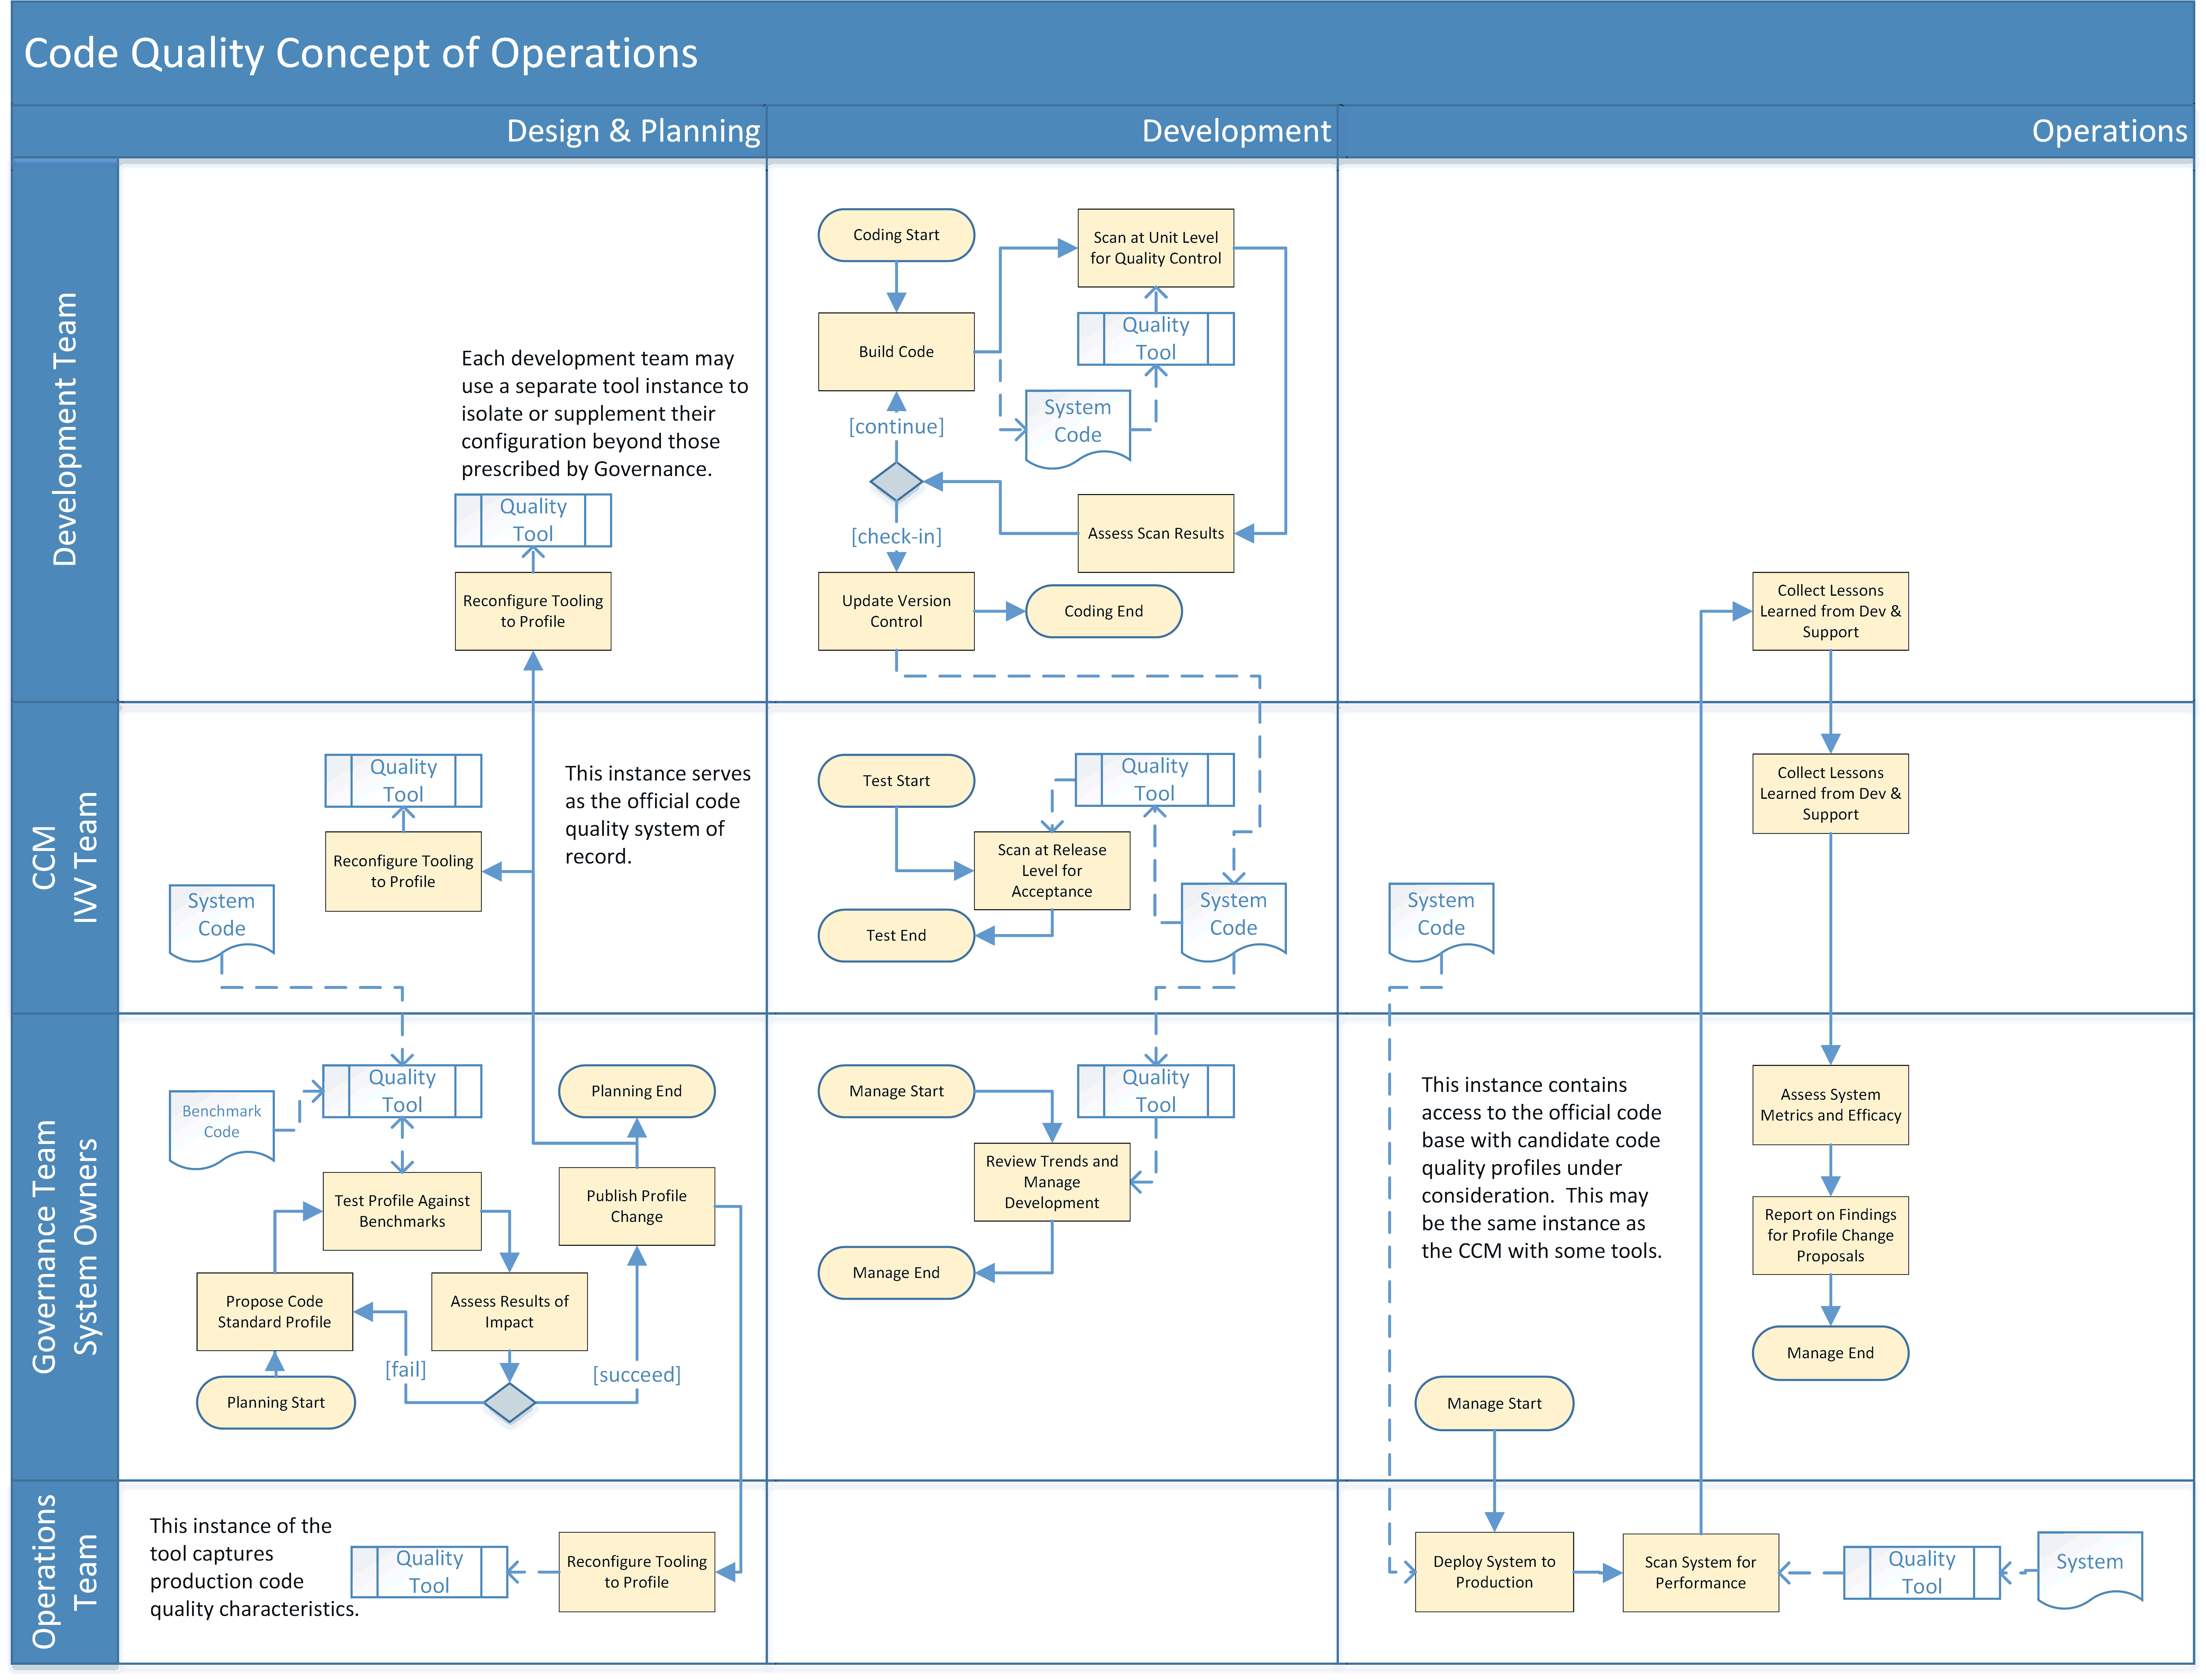 Code Quality Concept of Operations
Design & Planning
Development
Operations
Development Team
Each development team may
use a separate tool instance to
isolate or supplement their
configuration beyond those
prescribed by Governance.
Quality
Tool
Reconfigure Tooling
to Profile
Coding Start
Build Code
[continue]
[check-in]
Update Version
Control
Coding End
Scan at Unit Level
for Quality Control
Quality
Tool
System
Code
Assess Scan Results
Collect Lessons
Learned from Dev &
Support
CCM
IVV Team
Quality
Tool
Reconfigure Tooling
to Profile
System
Code
This instance serves
as the official code
quality system of
record.
Test Start
Quality
Tool
Scan at Release
Level for
Acceptance
Test End
System
Code
System
Code
Collect Lessons
Learned from Dev &
Support
Governance Team
System Owners
Benchmark
Code
Quality
Tool
Planning End
Test Profile Against
Benchmarks
Publish Profile
Change
Propose Code
Standard Profile
Assess Results of
Impact
[fail]
[succeed]
Planning Start
Manage Start
Quality
Tool
Review Trends and
Manage
Development
Manage End
This instance contains
access to the official code
base with candidate code
quality profiles under
consideration.  This may
be the same instance as
the CCM with some tools.
Assess System
Metrics and Efficacy
Report on Findings
for Profile Change
Proposals
Manage End
Manage Start
Operations
Team
This instance of the
tool captures
production code
quality characteristics.
Quality
Tool
Reconfigure Tooling
to Profile
Deploy System to
Production
Scan System for
Performance
Quality
Tool
System